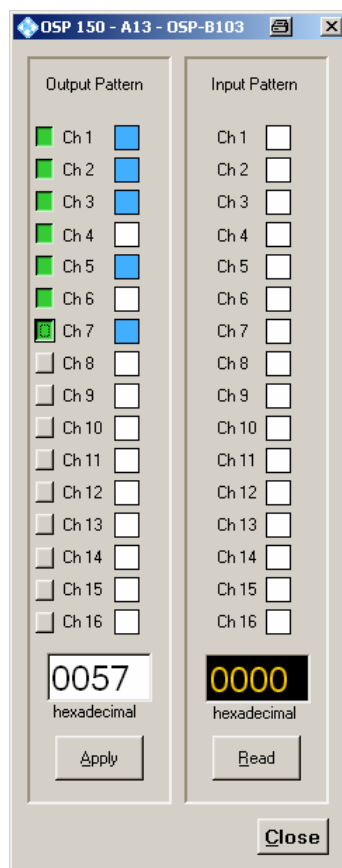 OSP 150 - A13 - OSP-B103
Output Pattern
Ch 1
Ch 2
Ch 3
Ch 4
Ch 5
Ch 6
Ch 7
Ch 8
Ch 9
Ch 10
Ch 11
Ch 12
Ch 13
Ch 14
Ch 15
Ch 16
0057
hexadecimal
Apply
Input Pattern
Ch 1
Ch 2
Ch 3
Ch 4
Ch 5
Ch 6
Ch 7
Ch 8
Ch 9
Ch 10
Ch 11
Ch 12
Ch 13
Ch 14
Ch 15
Ch 16
0000
hexadecimal
Read
Close